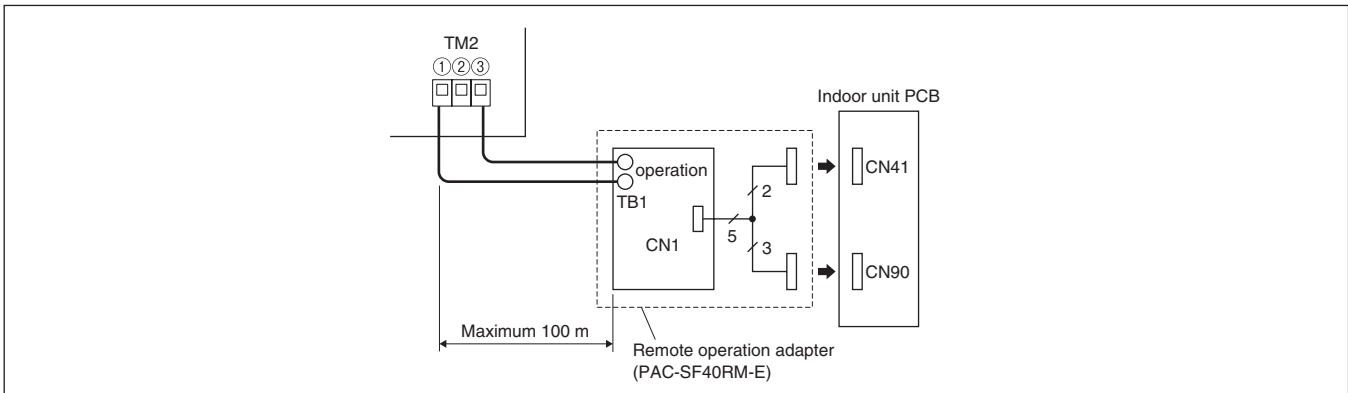 TM2
①②③
Indoor unit PCB
operation
TB1
CN1
5
2
3
CN41
CN90
Maximum 100 m
Remote operation adapter
(PAC-SF40RM-E)